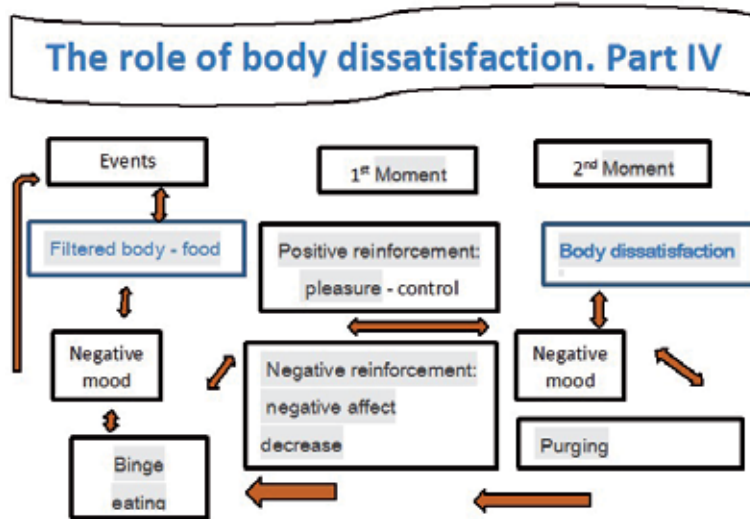 The role of body dissatisfaction. Part IV
Events
1st Moment
2nd Moment
Filtered body - food
Positive reinforcement:
pleasure - control
Body dissatisfaction
Negative
mood
Negative reinforcement:
negative affect
decrease
Negative
mood
Binge
eating
Purging